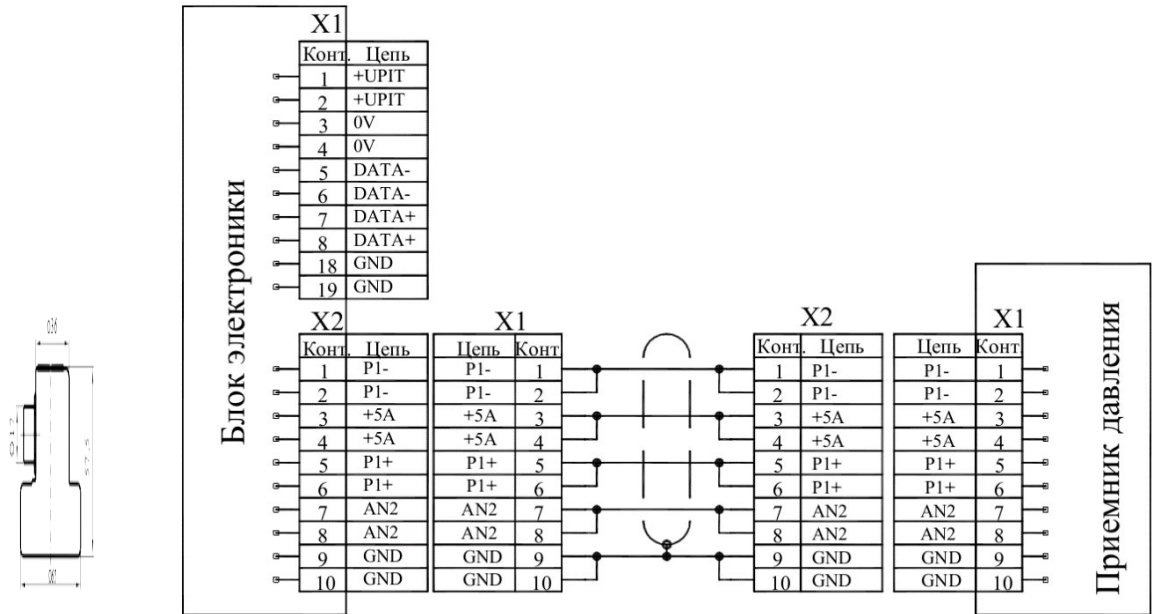 X1
Конт. Цепь
1 +UPIT
2 +UPIT
3 0V
4 0V
5 DATA-
6 DATA-
7 DATA+
8 DATA+
18 GND
19 GND
Блок электроники
X2 X1 X2 X1
Конт. Цепь Цепь Конт. Конт. Цепь Цепь Конт.
1 P1- P1- 1 1 P1- P1- 1
2 P1- P1- 2 2 P1- P1- 2
3 +5A +5A 3 3 +5A +5A 3
4 +5A +5A 4 4 +5A +5A 4
5 P1+ P1+ 5 5 P1+ P1+ 5
6 P1+ P1+ 6 6 P1+ P1+ 6
7 AN2 AN2 7 7 AN2 AN2 7
8 AN2 AN2 8 8 AN2 AN2 8
9 GND GND 9 9 GND GND 9
10 GND GND 10 10 GND GND 10
Приемник давления